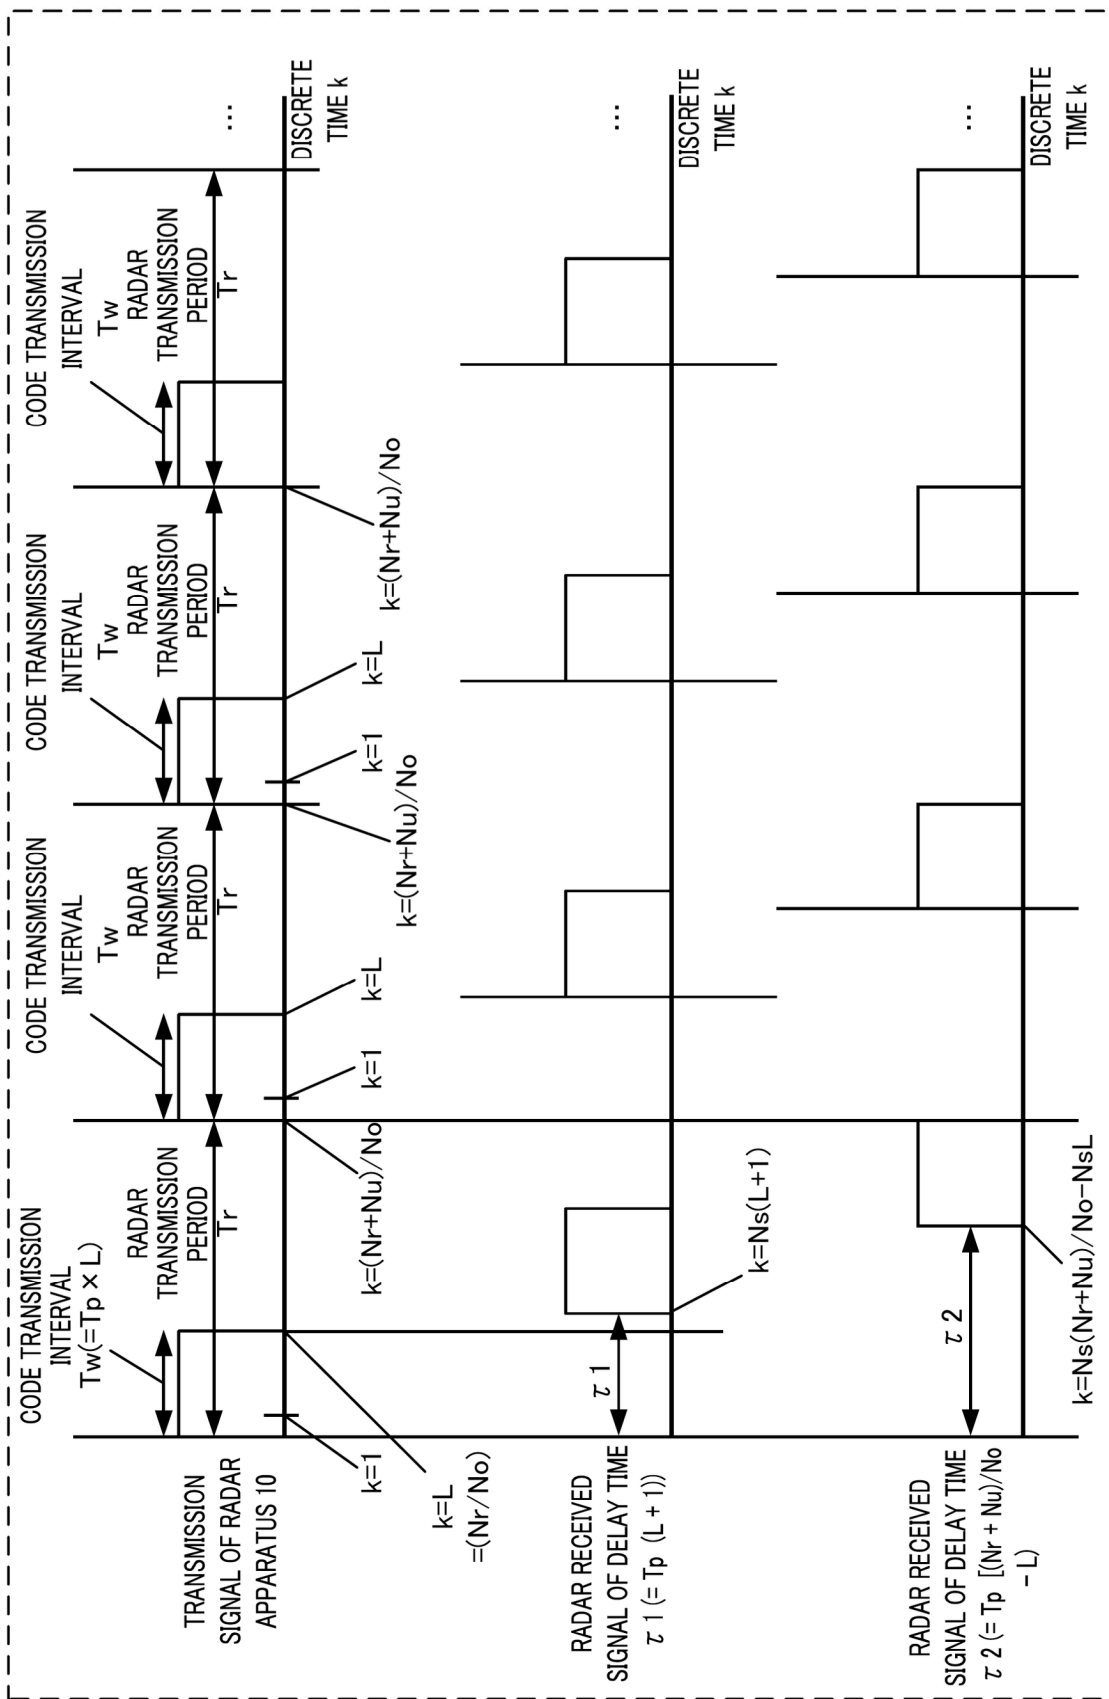 CODE TRANSMISSION
INTERVAL
Tw(=Tp×L)
RADAR
TRANSMISSION
PERIOD
Tr
CODE TRANSMISSION
INTERVAL
Tw
RADAR
TRANSMISSION
PERIOD
Tr
CODE TRANSMISSION
INTERVAL
Tw
RADAR
TRANSMISSION
PERIOD
Tr
CODE TRANSMISSION
INTERVAL
Tw
RADAR
TRANSMISSION
PERIOD
Tr
...
TRANSMISSION
SIGNAL OF RADAR
APPARATUS 10
DISCRETE
TIME k
k=1
k=L
=(Nr/No)
k=(Nr+Nu)/No
k=1
k=L
k=(Nr+Nu)/No
k=1
k=L
k=(Nr+Nu)/No
RADAR RECEIVED
SIGNAL OF DELAY TIME
τ1(=Tp (L+1))
τ1
k=Ns(L+1)
...
DISCRETE
TIME k
RADAR RECEIVED
SIGNAL OF DELAY TIME
τ2(=Tp [(Nr+Nu)/No
-L)
τ2
k=Ns(Nr+Nu)/No-NsL
...
DISCRETE
TIME k